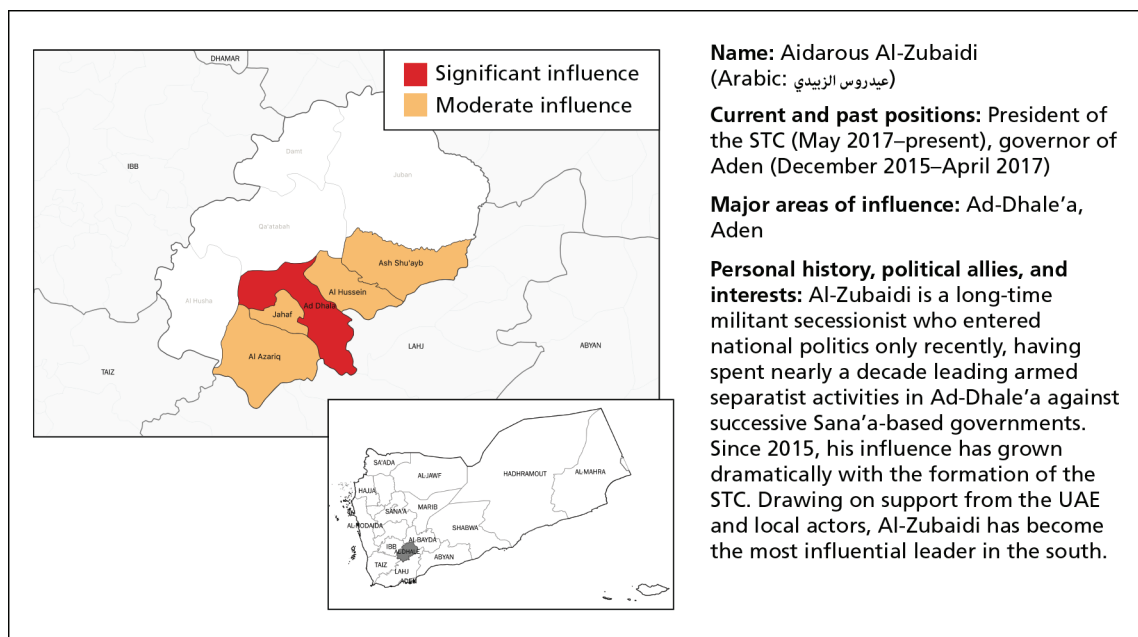 Significant influence
Moderate influence
DHAMAR
IBB
Damt
Juban
Qa'atabah
Al Husha
Ash Shu'ayb
Al Hussein
Ad Dhala
Jahaf
Al Azariq
LAHJ
ABYAN
TAIZ
SA'ADA
AL-JAWF
HADHRAMOUT
AL-MAHRA
HAJJA
SANA'A
MARIB
AL-HODAIDA
SHABWA
AL-BAYDA
IBB
AD DHALE
ABYAN
TAIZ
LAHJ
ADEN
Name: Aidarous Al-Zubaidi
(Arabic: عيدروس الزبيدي)
Current and past positions: President of
the STC (May 2017–present), governor of
Aden (December 2015–April 2017)
Major areas of influence: Ad-Dhale’a,
Aden
Personal history, political allies, and
interests: Al-Zubaidi is a long-time
militant secessionist who entered
national politics only recently, having
spent nearly a decade leading armed
separatist activities in Ad-Dhale’a against
successive Sana’a-based governments.
Since 2015, his influence has grown
dramatically with the formation of the
STC. Drawing on support from the UAE
and local actors, Al-Zubaidi has become
the most influential leader in the south.